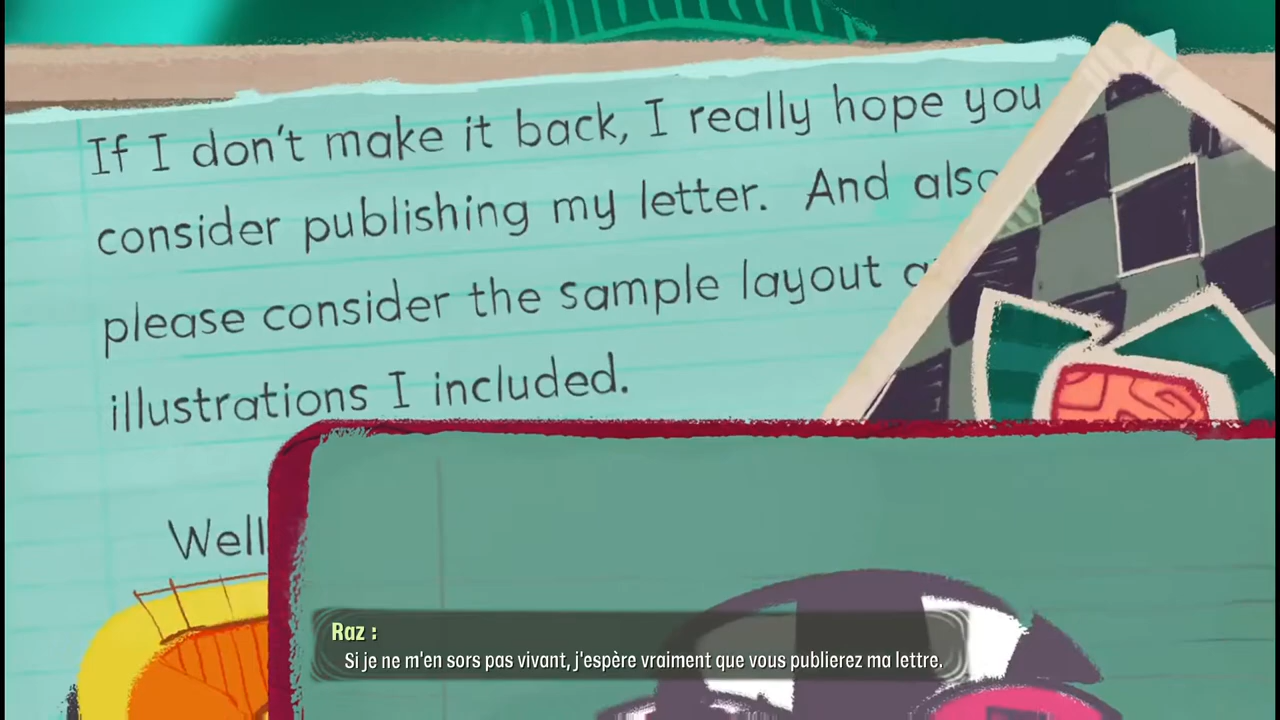 If I don't make it back, I really hope you
consider publishing my letter. And also
please consider the sample layout
illustrations I included.
Well
Raz :
Si je ne m'en sors pas vivant, j'espère vraiment que vous publierez ma lettre.